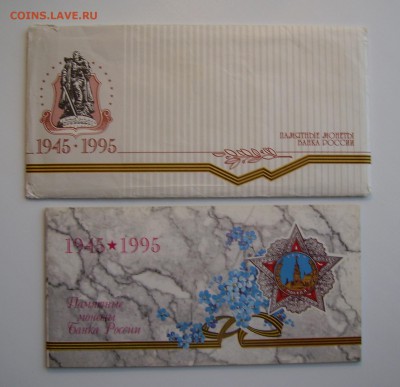 COINS.LAVE.RU
1945 · 1995
ПАМЯТНЫЕ МОНЕТЫ
БАНКА РОССИИ
1945★1995
Памятные
монеты
Банка России